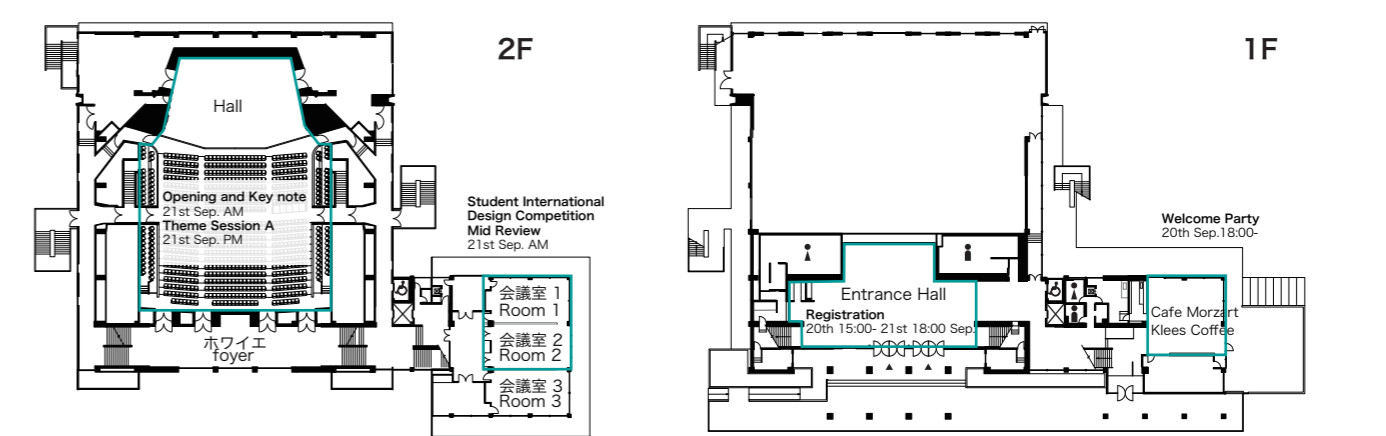 2F
Hall
Opening and Key note
21st Sep. AM
Theme Session A
21st Sep. PM
ホワイエ
foyer
Student International
Design Competition
Mid Review
21st Sep. AM
会議室 1
Room 1
会議室 2
Room 2
会議室 3
Room 3
1F
Entrance Hall
Registration
20th 15:00- 21st 18:00 Sep.
Welcome Party
20th Sep.18:00-
Cafe Morzart
Klees Coffee